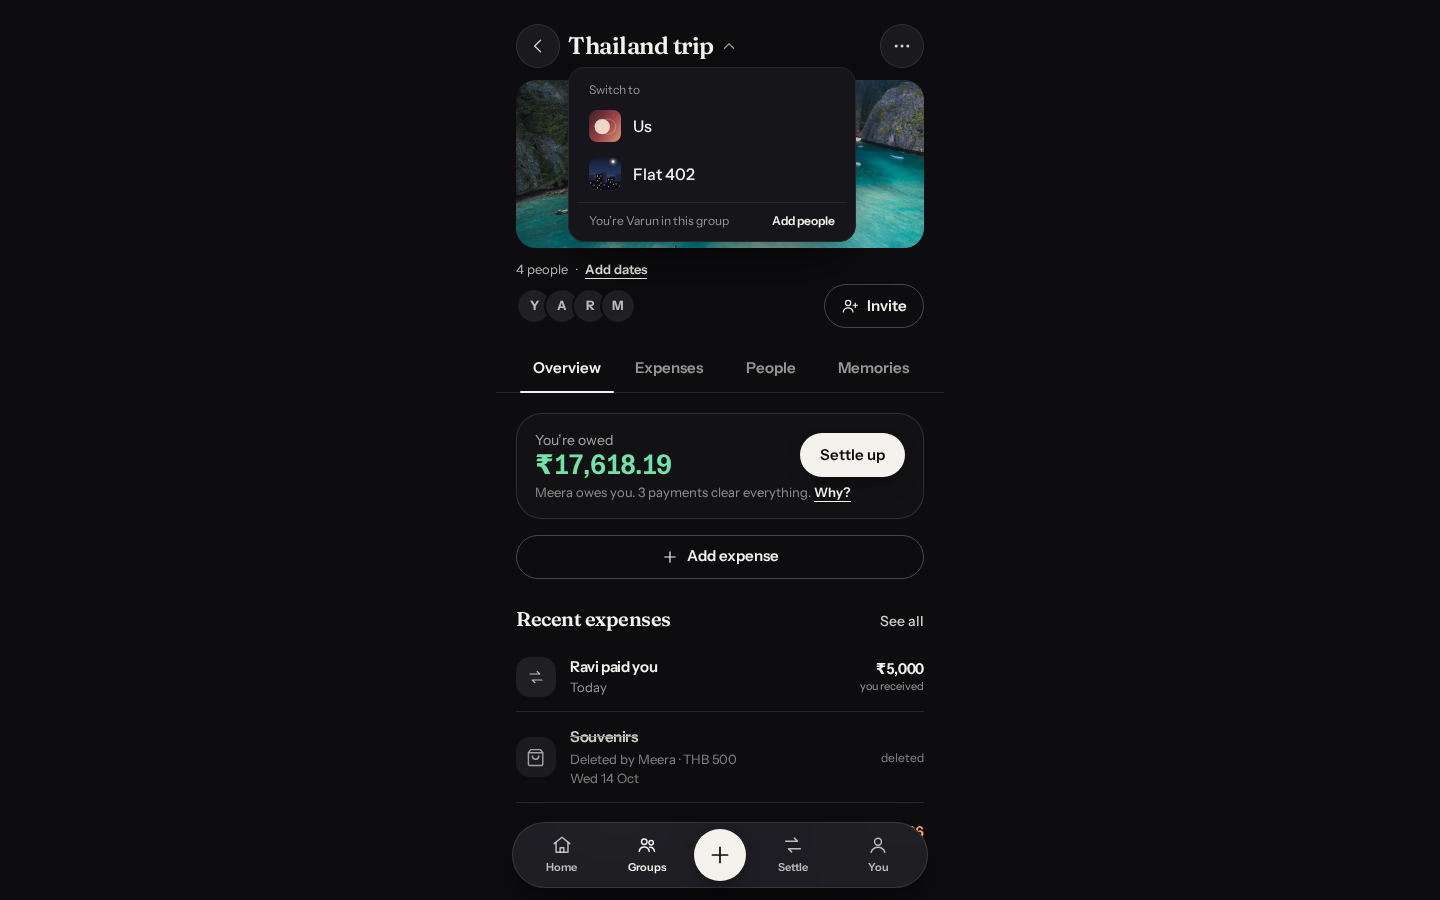 Thailand trip
Switch to
Us
Flat 402
You're Varun in this group Add people
4 people · Add dates
Y A R M
Invite
Overview Expenses People Memories
You're owed
₹17,618.19
Settle up
Meera owes you. 3 payments clear everything. Why?
Add expense
Recent expenses See all
Ravi paid you ₹5,000
Today you received
Souvenirs
Deleted by Meera · THB 500 deleted
Wed 14 Oct
Home Groups Settle You